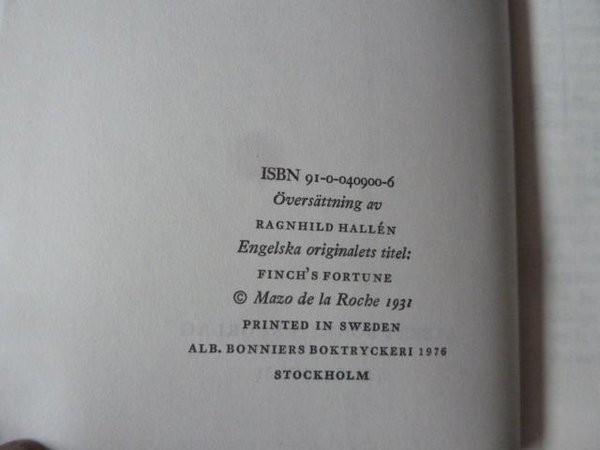 ISBN 91-0-040900-6
Översättning av
RAGNHILD HALLÉN
Engelska originalets titel:
FINCH'S FORTUNE
© Mazo de la Roche 1931
PRINTED IN SWEDEN
ALB. BONNIERS BOKTRYCKERI 1976
STOCKHOLM